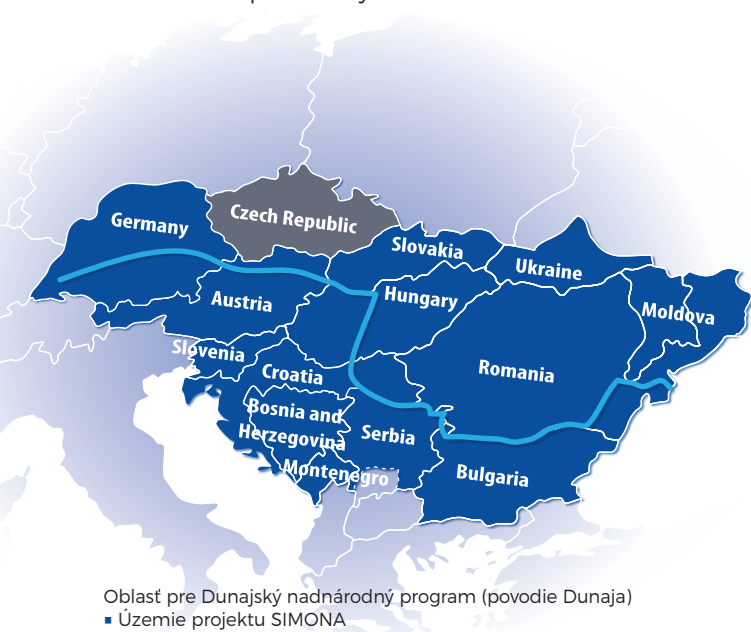 Czech Republic
Germany
Slovakia
Ukraine
Hungary
Austria
Moldova
Slovenia
Croatia
Romania
Bosnia and
Herzegovina
Serbia
Montenegro
Bulgaria
Oblasť pre Dunajský nadnárodný program (povodie Dunaja)
▪ Územie projektu SIMONA